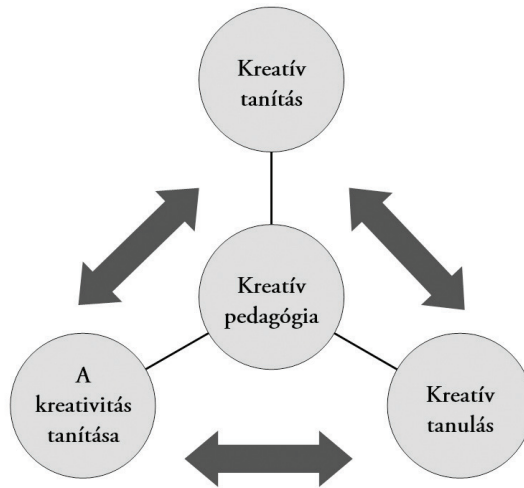 Kreatív
tanítás
Kreatív
pedagógia
A
kreativitás
tanítása
Kreatív
tanulás